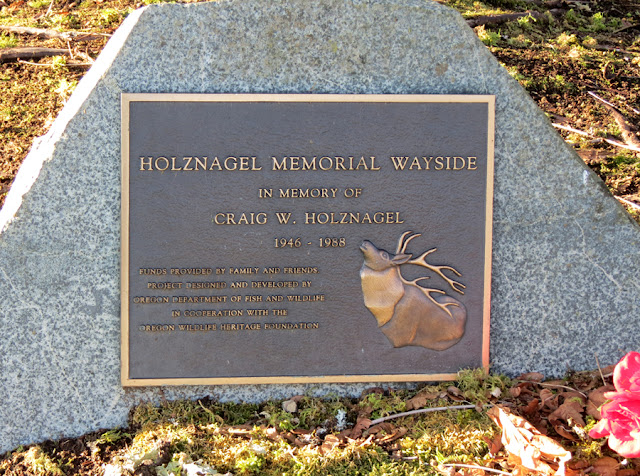 HOLZNAGEL MEMORIAL WAYSIDE
IN MEMORY OF
CRAIG W. HOLZNAGEL
1946 - 1988
FUNDS PROVIDED BY FAMILY AND FRIENDS
PROJECT DESIGNED AND DEVELOPED BY
OREGON DEPARTMENT OF FISH AND WILDLIFE
IN COOPERATION WITH THE
OREGON WILDLIFE HERITAGE FOUNDATION